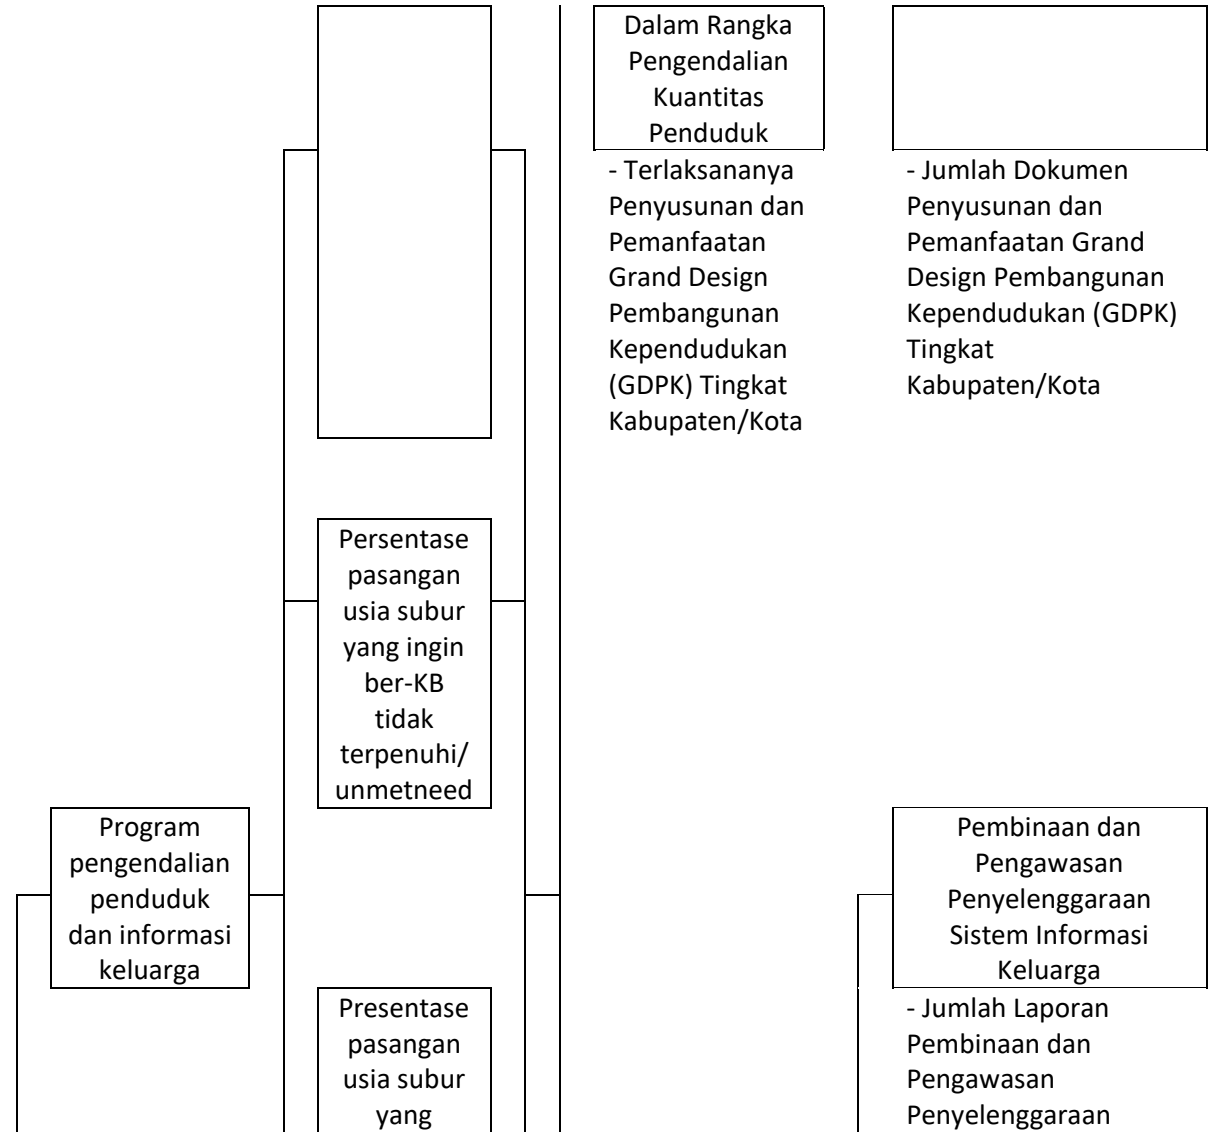 Dalam Rangka
Pengendalian
Kuantitas
Penduduk
- Terlaksananya
Penyusunan dan
Pemanfaatan
Grand Design
Pembangunan
Kependudukan
(GDPK) Tingkat
Kabupaten/Kota
- Jumlah Dokumen
Penyusunan dan
Pemanfaatan Grand
Design Pembangunan
Kependudukan (GDPK)
Tingkat
Kabupaten/Kota
Persentase
pasangan
usia subur
yang ingin
ber-KB
tidak
terpenuhi/
unmetneed
Program
pengendalian
penduduk
dan informasi
keluarga
Pembinaan dan
Pengawasan
Penyelenggaraan
Sistem Informasi
Keluarga
Presentase
pasangan
usia subur
yang
- Jumlah Laporan
Pembinaan dan
Pengawasan
Penyelenggaraan